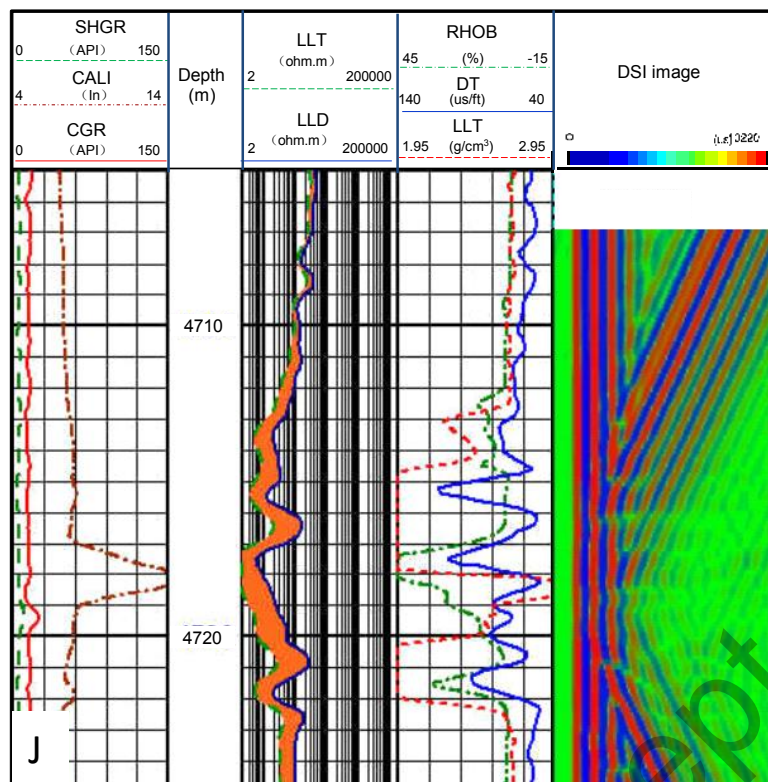 SHGR
0 (API) 150
CALI
4 (In) 14
CGR
0 (API) 150
Depth
(m)
LLT
(ohm.m)
2 200000
LLD
(ohm.m)
2 200000
RHOB
45 (%) -15
DT
140 (us/ft) 40
LLT
1.95 (g/cm³) 2.95
DSI image
4710
4720
J
ept